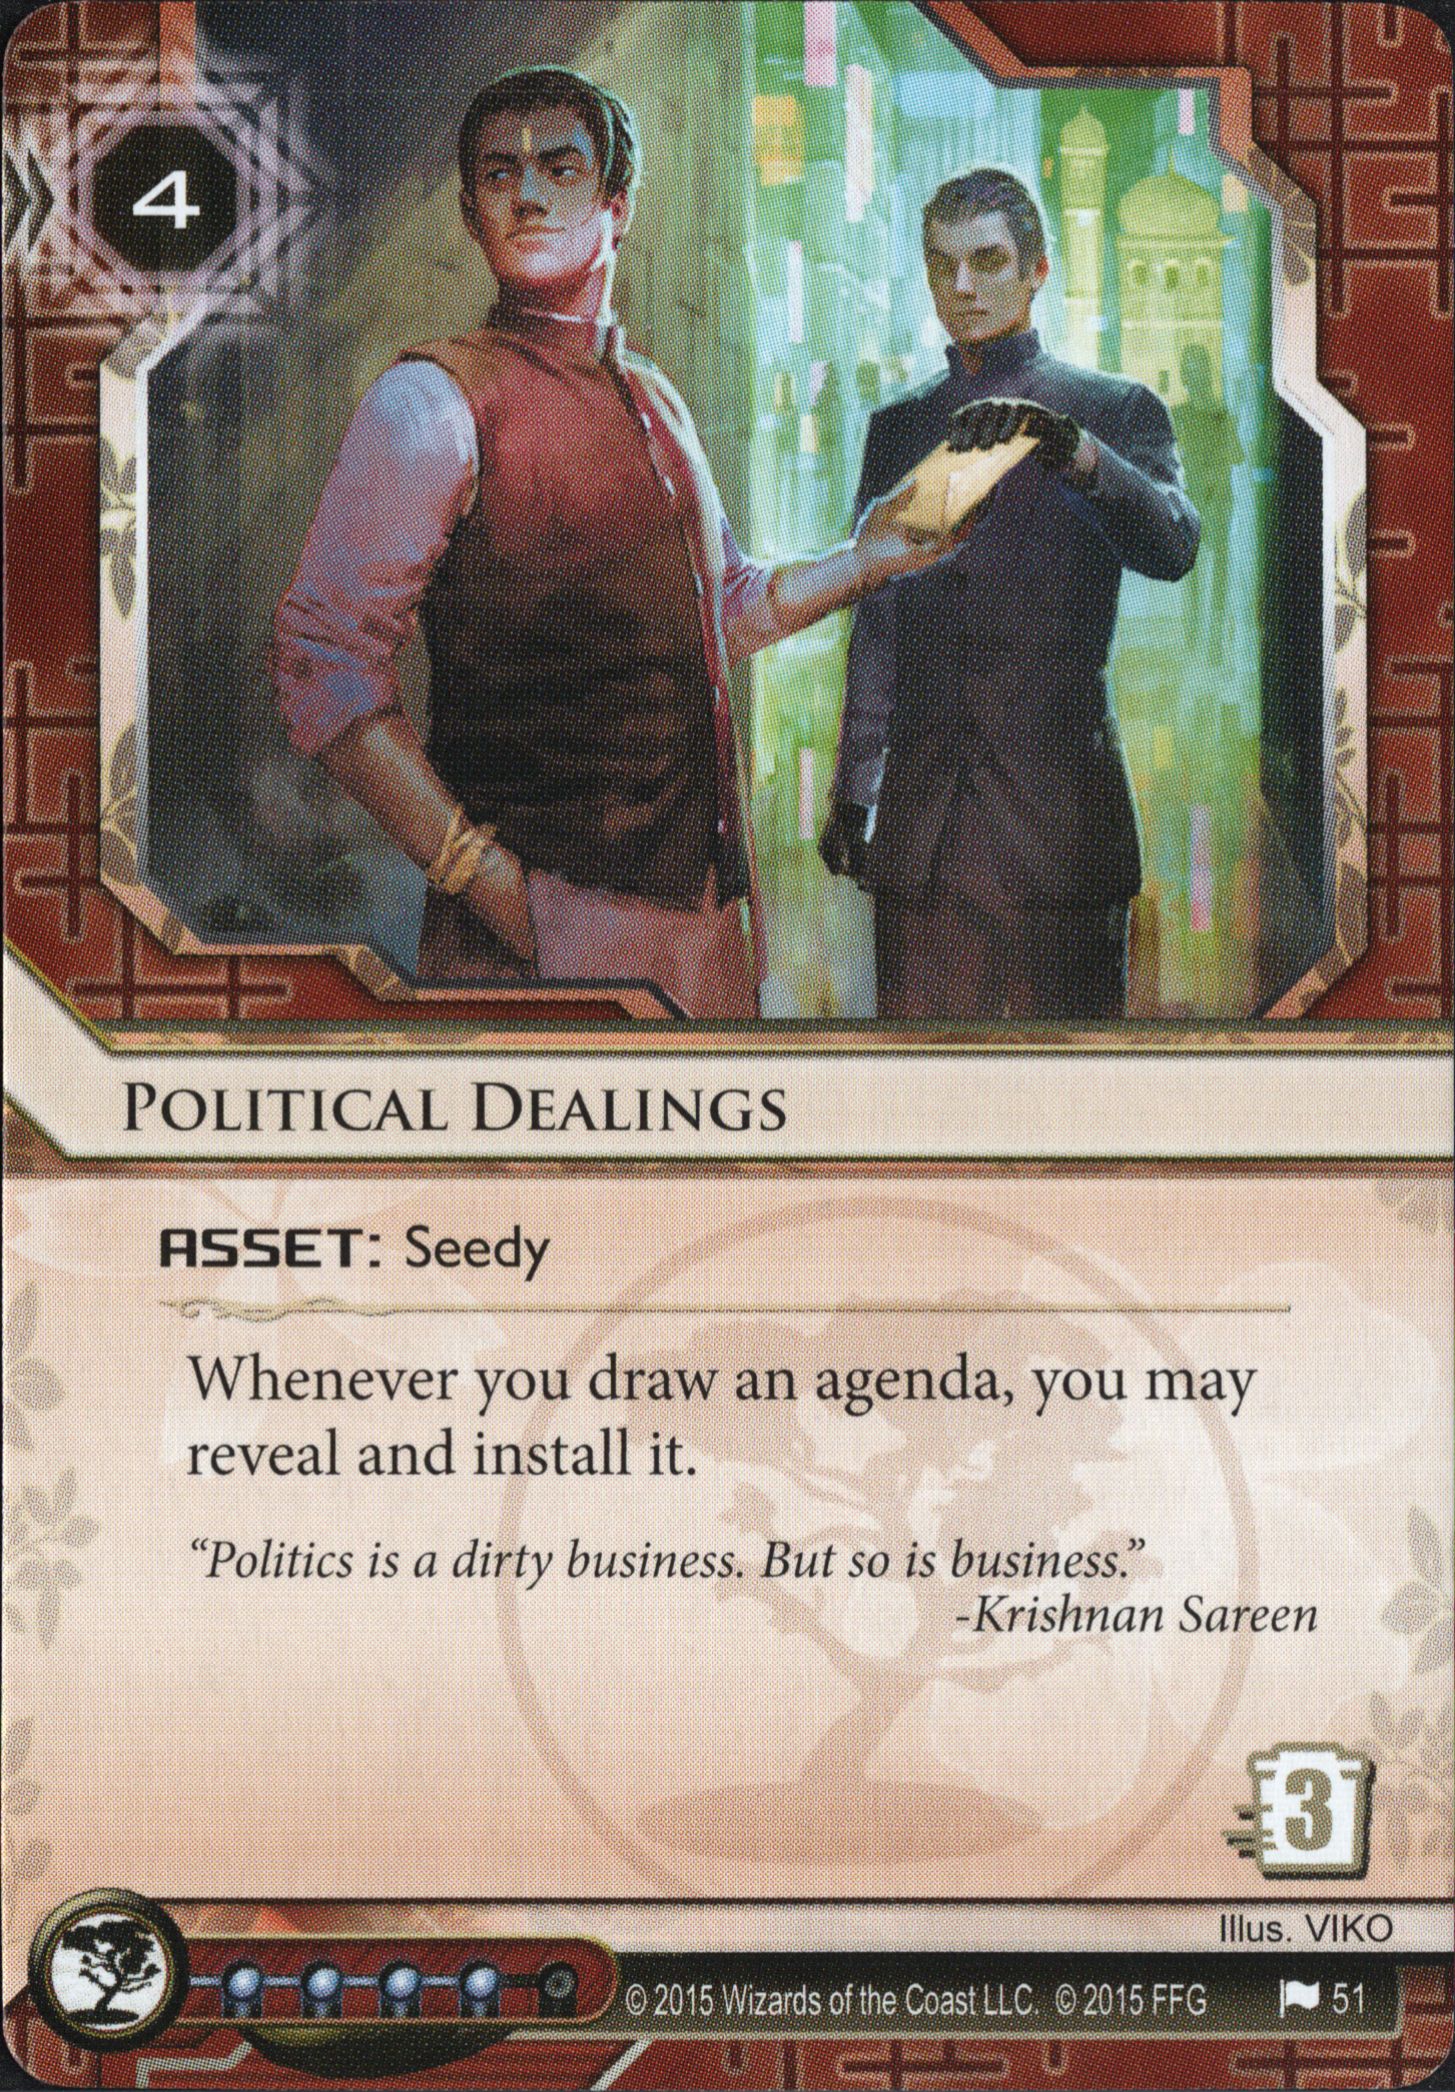 4
POLITICAL DEALINGS
ASSET: Seedy
Whenever you draw an agenda, you may
reveal and install it.
“Politics is a dirty business. But so is business.”
-Krishnan Sareen
3
Illus. VIKO
© 2015 Wizards of the Coast LLC. © 2015 FFG 51